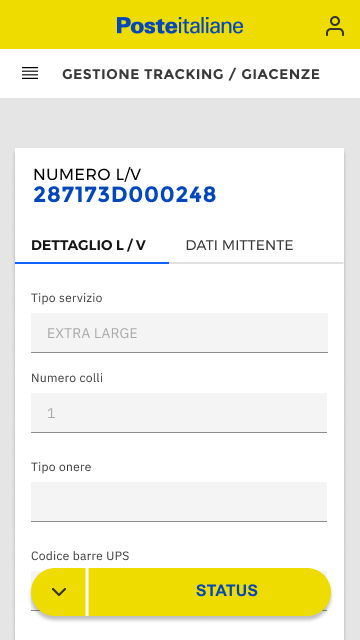 Posteitaliane
GESTIONE TRACKING / GIACENZE
NUMERO L/V
287173D000248
DETTAGLIO L / V DATI MITTENTE
Tipo servizio
EXTRA LARGE
Numero colli
1
Tipo onere
Codice barre UPS
STATUS